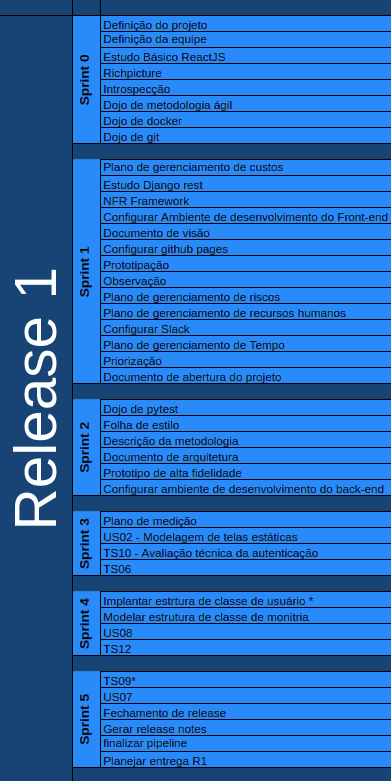 Release 1
Sprint 0
Definição do projeto
Definição da equipe
Estudo Básico ReactJS
Richpicture
Introspecção
Dojo de metodologia ágil
Dojo de docker
Dojo de git
Sprint 1
Plano de gerenciamento de custos
Estudo Django rest
NFR Framework
Configurar Ambiente de desenvolvimento do Front-end
Documento de visão
Configurar github pages
Prototipação
Observação
Plano de gerenciamento de riscos
Plano de gerenciamento de recursos humanos
Configurar Slack
Plano de gerenciamento de Tempo
Priorização
Documento de abertura do projeto
Sprint 2
Dojo de pytest
Folha de estilo
Descrição da metodologia
Documento de arquitetura
Prototipo de alta fidelidade
Configurar ambiente de desenvolvimento do back-end
Sprint 3
Plano de medição
US02 - Modelagem de telas estáticas
TS10 - Avaliação técnica da autenticação
TS06
Sprint 4
Implantar estrtura de classe de usuário *
Modelar estrutura de classe de monitria
US08
TS12
Sprint 5
TS09*
US07
Fechamento de release
Gerar release notes
finalizar pipeline
Planejar entrega R1